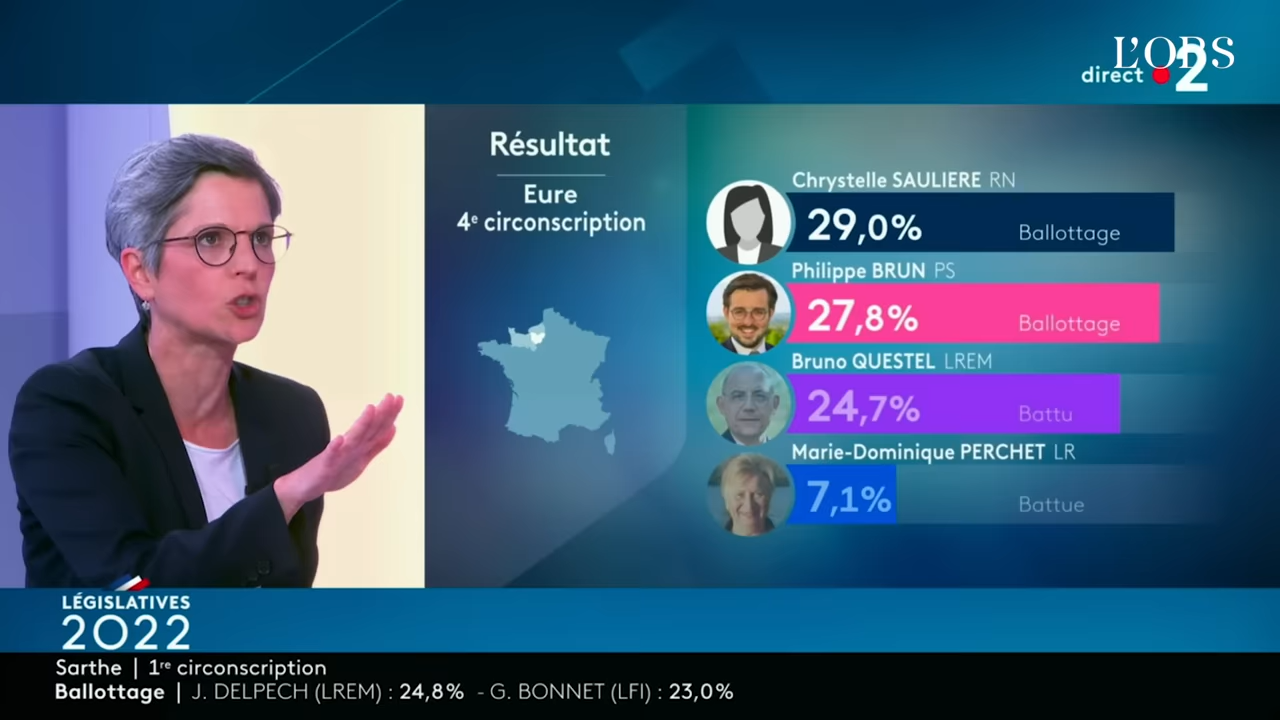 L'OBS
direct 2
Résultat
Eure
4e circonscription
Chrystelle SAULIERE RN
29,0% Ballottage
Philippe BRUN PS
27,8% Ballottage
Bruno QUESTEL LREM
24,7% Battu
Marie-Dominique PERCHET LR
7,1% Battue
LÉGISLATIVES
2022
Sarthe | 1re circonscription
Ballottage | J. DELPECH (LREM) : 24,8% - G. BONNET (LFI) : 23,0%